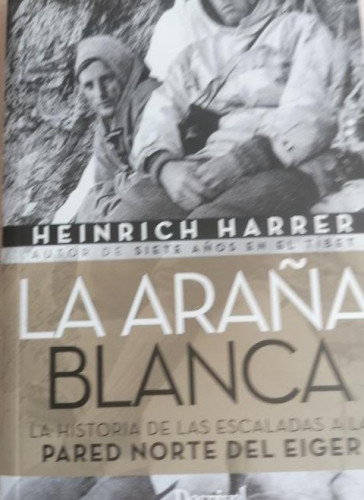 HEINRICH HARRER
AUTOR DE SIETE AÑOS EN EL TÍBET
LA ARAÑA
BLANCA
LA HISTORIA DE LAS ESCALADAS A LA
PARED NORTE DEL EIGER
Desnivel